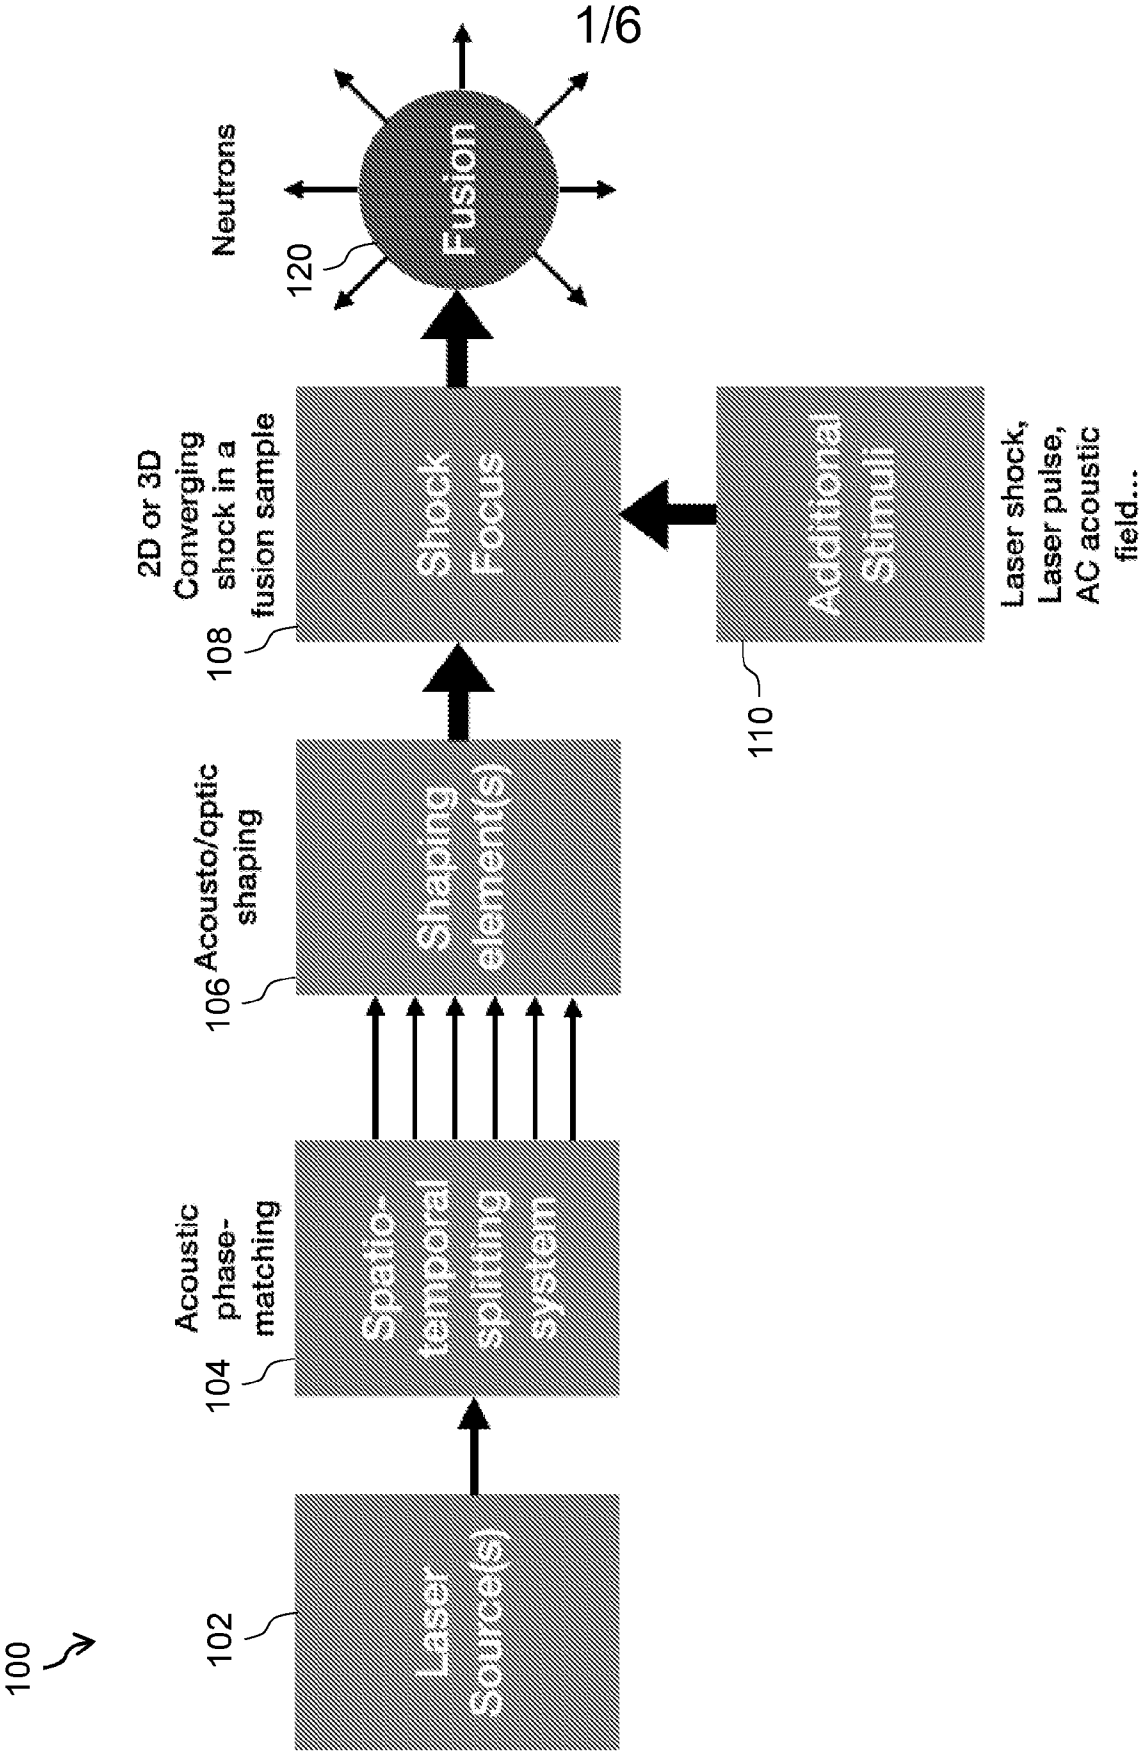 1/6
100
102
Laser
Source(s)
Acoustic
phase-
matching
104
Spatio-
temporal
splitting
system
Acousto/optic
shaping
106
Shaping
element(s)
2D or 3D
Converging
shock in a
fusion sample
108
Shock
Focus
110
Additional
Stimuli
Laser shock,
Laser pulse,
AC acoustic
field...
Neutrons
120
Fusion